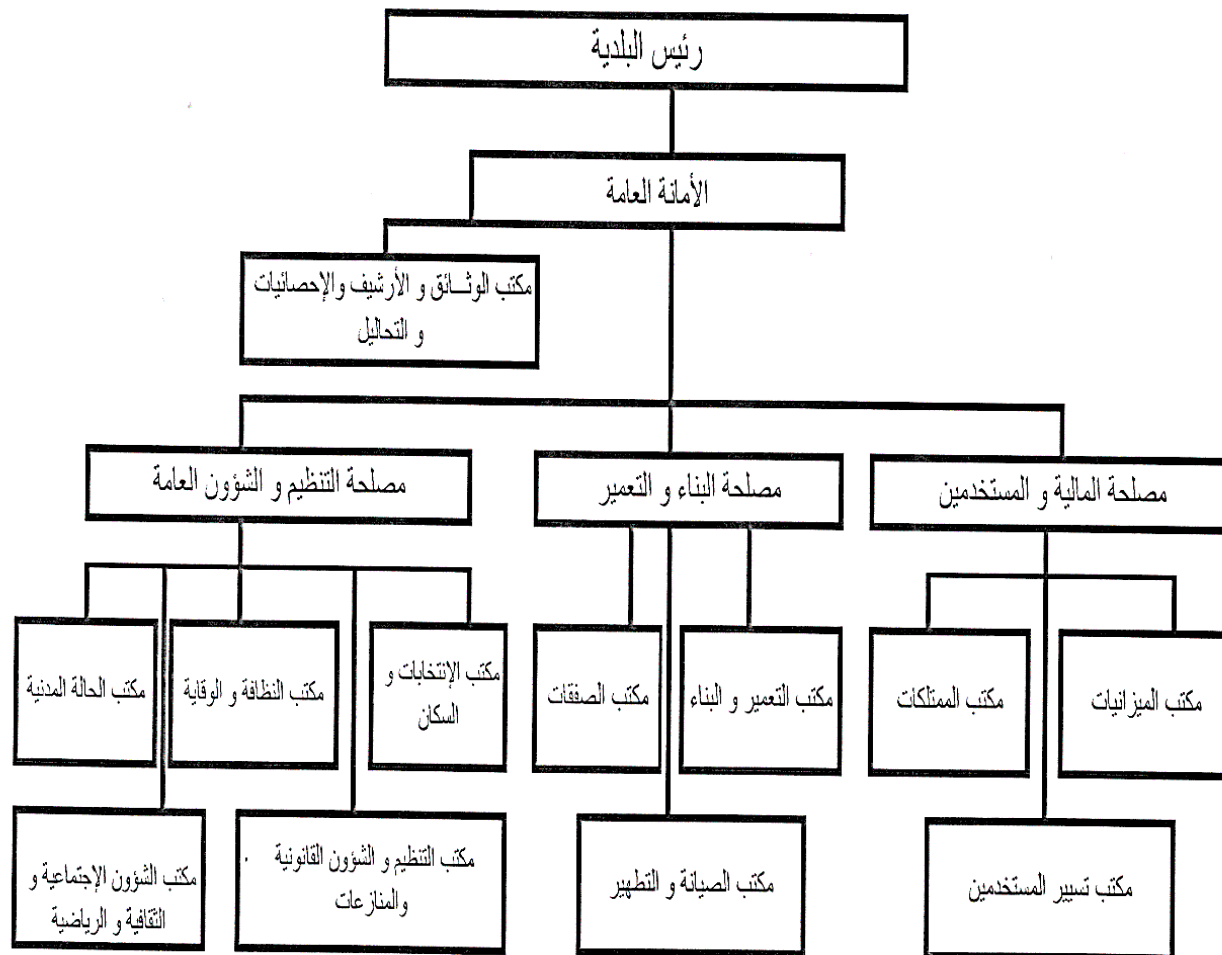 رئيس البلدية
الأمانة العامة
مكتب الوثــائق و الأرشيف والإحصائيات
و التحاليل
مصلحة المالية و المستخدمين
مصلحة البناء و التعمير
مصلحة التنظيم و الشؤون العامة
مكتب الميزانيات
مكتب الممتلكات
مكتب التعمير و البناء
مكتب الصفقات
مكتب الإنتخابات و
السكان
مكتب النظافة و الوقاية
مكتب الحالة المدنية
مكتب تسيير المستخدمين
مكتب الصيانة و التطهير
مكتب التنظيم و الشؤون القانونية
والمنازعات
مكتب الشؤون الإجتماعية و
الثقافية و الرياضية